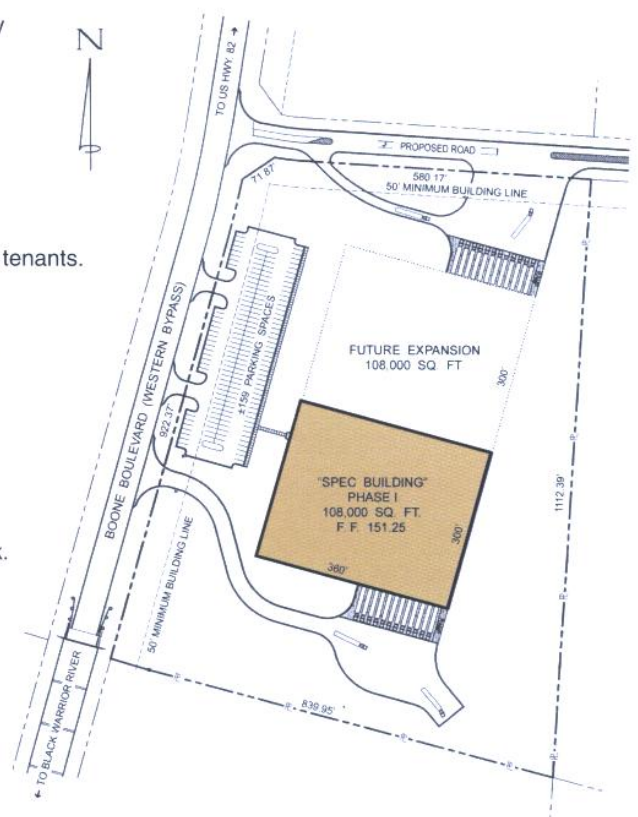 N
TO US HWY. 82 →
PROPOSED ROAD
71.87'
580.17'
50' MINIMUM BUILDING LINE
tenants.
±159 PARKING SPACES
FUTURE EXPANSION
108,000 SQ. FT
300'
BOONE BOULEVARD (WESTERN BYPASS)
922.37'
"SPEC BUILDING"
PHASE I
108,000 SQ. FT.
F. F. 151.25
300'
360'
1112.39'
k.
50' MINIMUM BUILDING LINE
839.95'
← TO BLACK WARRIOR RIVER